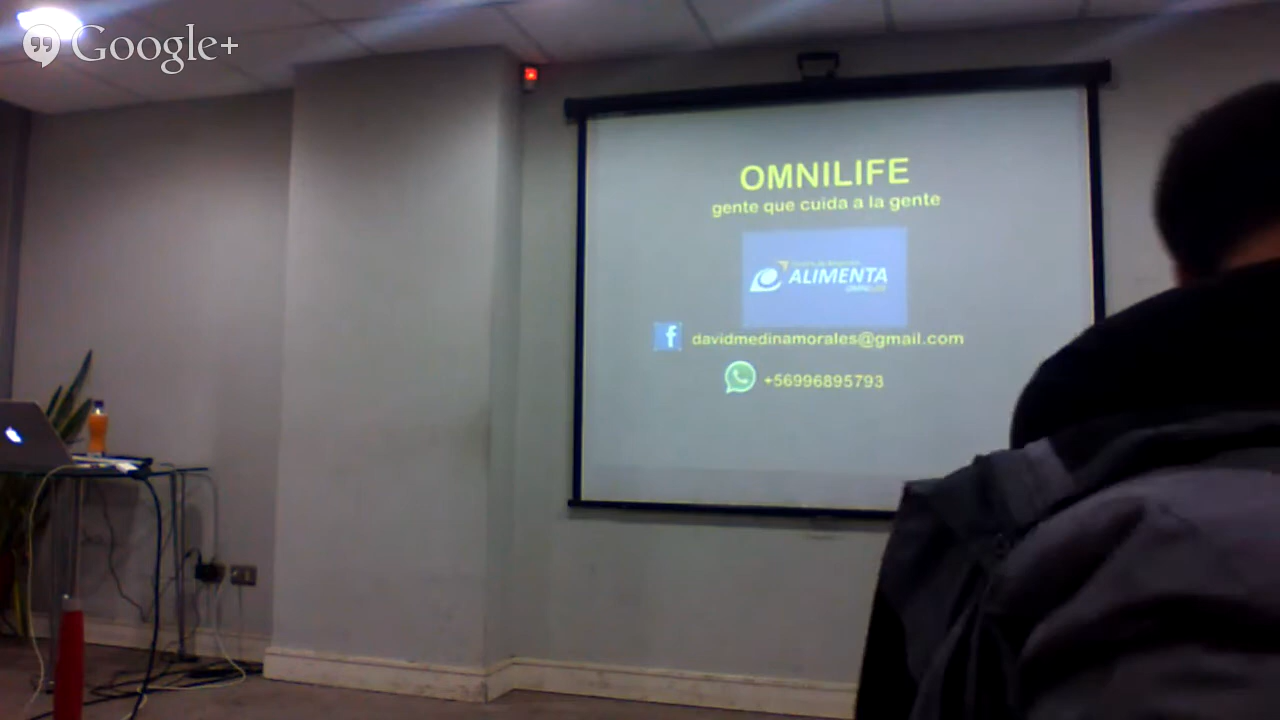 Google+
OMNILIFE
gente que cuida a la gente
ALIMENTA
davidmedinamorales@gmail.com
+56996895793